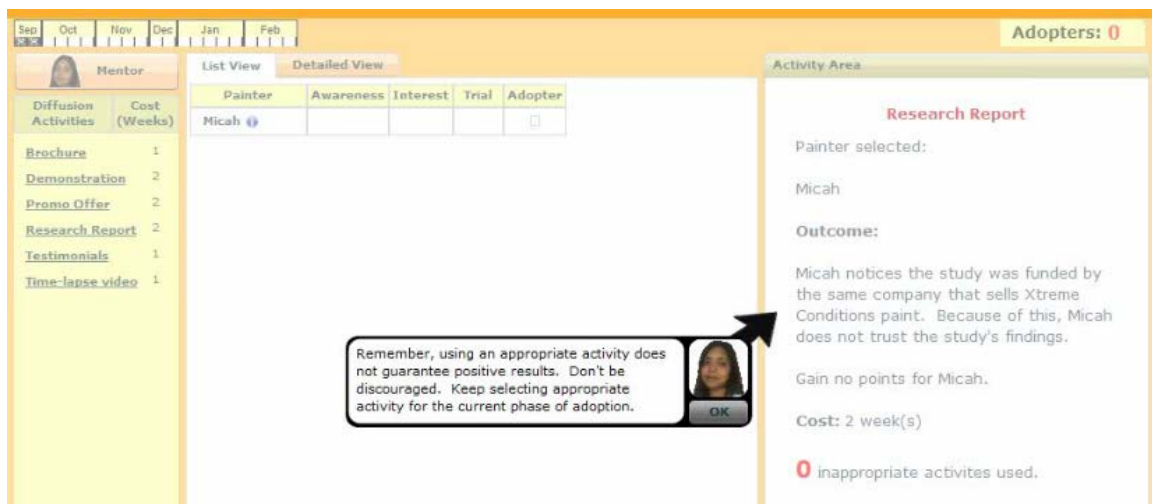 Sep Oct Nov Dec Jan Feb
Adopters: 0
Mentor
Diffusion Activities Cost (Weeks)
Brochure 1
Demonstration 2
Promo Offer 2
Research Report 2
Testimonials 1
Time-lapse video 1
List View Detailed View
Painter Awareness Interest Trial Adopter
Micah
Remember, using an appropriate activity does
not guarantee positive results. Don't be
discouraged. Keep selecting appropriate
activity for the current phase of adoption.
OK
Activity Area
Research Report
Painter selected:
Micah
Outcome:
Micah notices the study was funded by
the same company that sells Xtreme
Conditions paint. Because of this, Micah
does not trust the study's findings.
Gain no points for Micah.
Cost: 2 week(s)
0 inappropriate activites used.